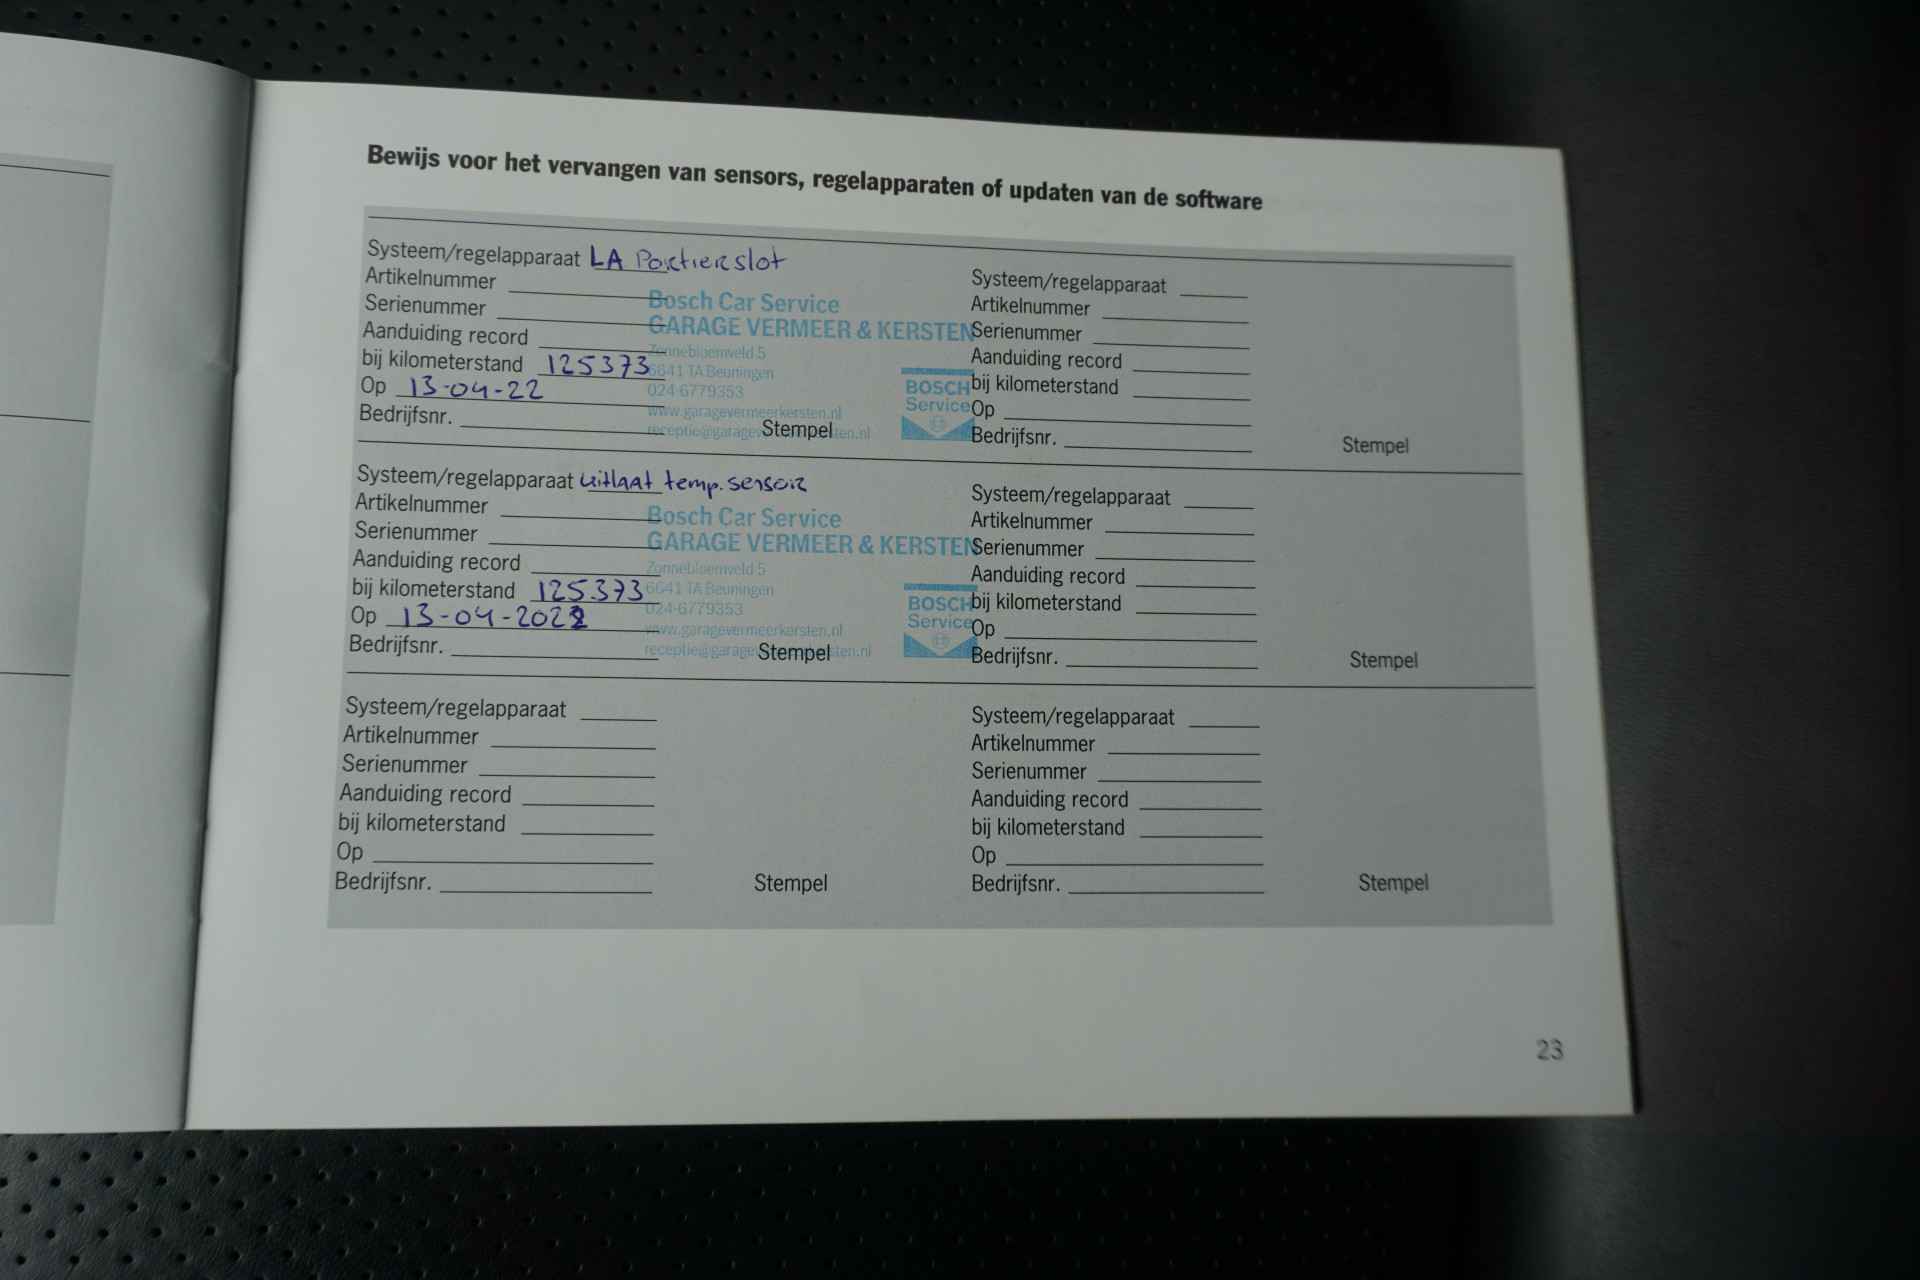 Bewijs voor het vervangen van sensors, regelapparaten of updaten van de software
Systeem/regelapparaat LA Portierslot
Artikelnummer
Serienummer
Aanduiding record
bij kilometerstand 125373
Op 13-04-22
Bedrijfsnr.
Stempel
Bosch Car Service
GARAGE VERMEER & KERSTEN
Zonnebloemveld 5
6641 TA Beuningen
024-6779353
www.garagevermeerkersten.nl
BOSCH
Service
Systeem/regelapparaat
Artikelnummer
Serienummer
Aanduiding record
bij kilometerstand
Op
Bedrijfsnr.
Stempel
Systeem/regelapparaat uitlaat temp. sensor
Artikelnummer
Serienummer
Aanduiding record
bij kilometerstand 125373
Op 13-04-2022
Bedrijfsnr.
Stempel
Bosch Car Service
GARAGE VERMEER & KERSTEN
Zonnebloemveld 5
6641 TA Beuningen
024-6779353
www.garagevermeerkersten.nl
BOSCH
Service
Systeem/regelapparaat
Artikelnummer
Serienummer
Aanduiding record
bij kilometerstand
Op
Bedrijfsnr.
Stempel
Systeem/regelapparaat
Artikelnummer
Serienummer
Aanduiding record
bij kilometerstand
Op
Bedrijfsnr.
Stempel
Systeem/regelapparaat
Artikelnummer
Serienummer
Aanduiding record
bij kilometerstand
Op
Bedrijfsnr.
Stempel
23